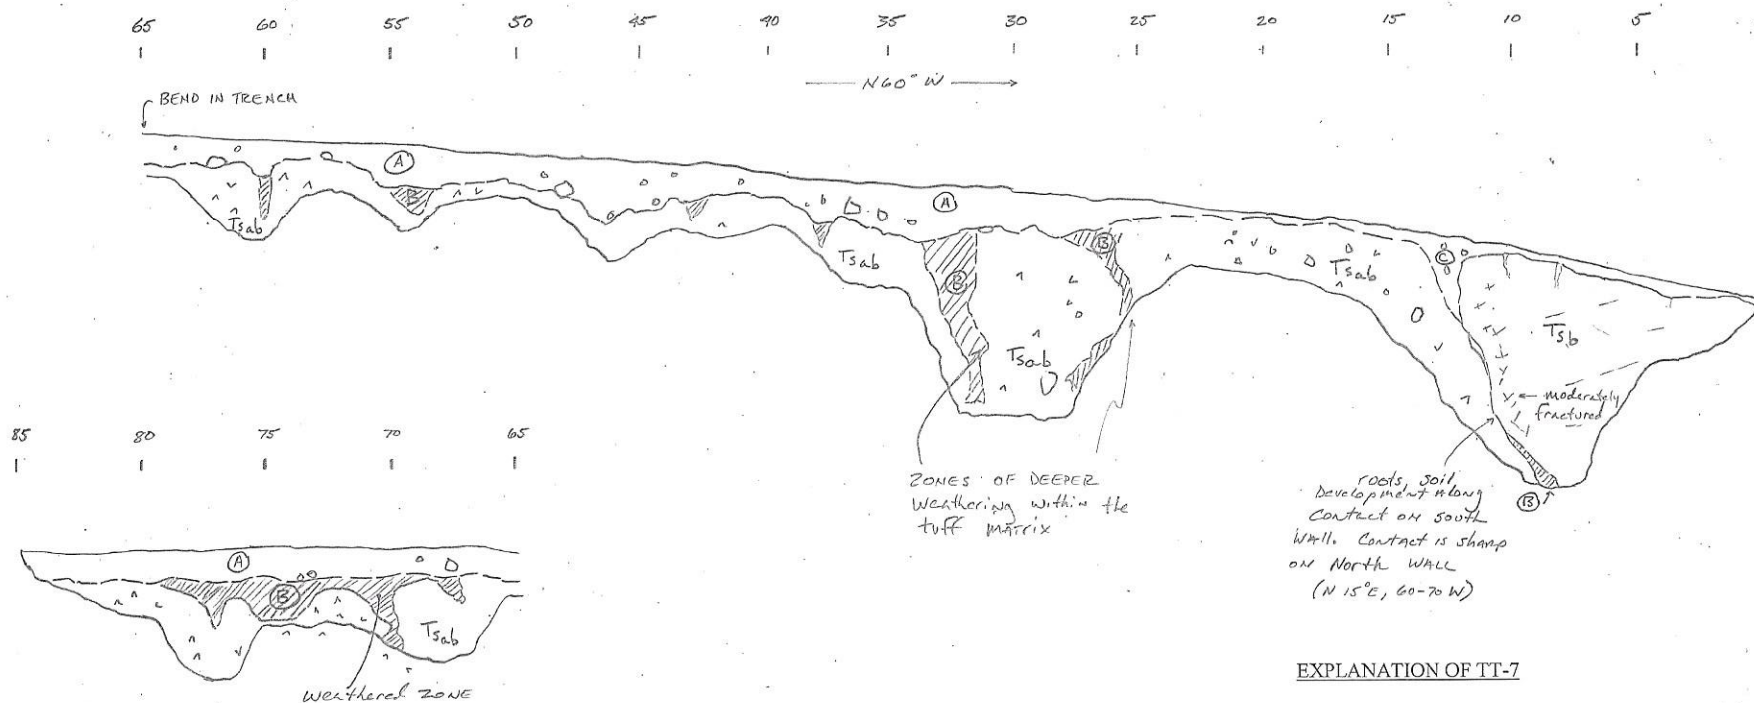 65 60 55 50 45 40 35 30 25 20 15 10 5
N60° W
BEND IN TRENCH
A
A
B
Tsab
Tsab
B
B
Tsab
Tsab
C
Tsb
moderately
fractured
85 80 75 70 65
ZONES OF DEEPER
Weathering within the
tuff matrix
roots, soil
Development Along
Contact on south
Wall. Contact is sharp
ON North WALL
(N 15°E, 60-70 W)
B
A
B
Tsab
Weathered ZONE
EXPLANATION OF TT-7